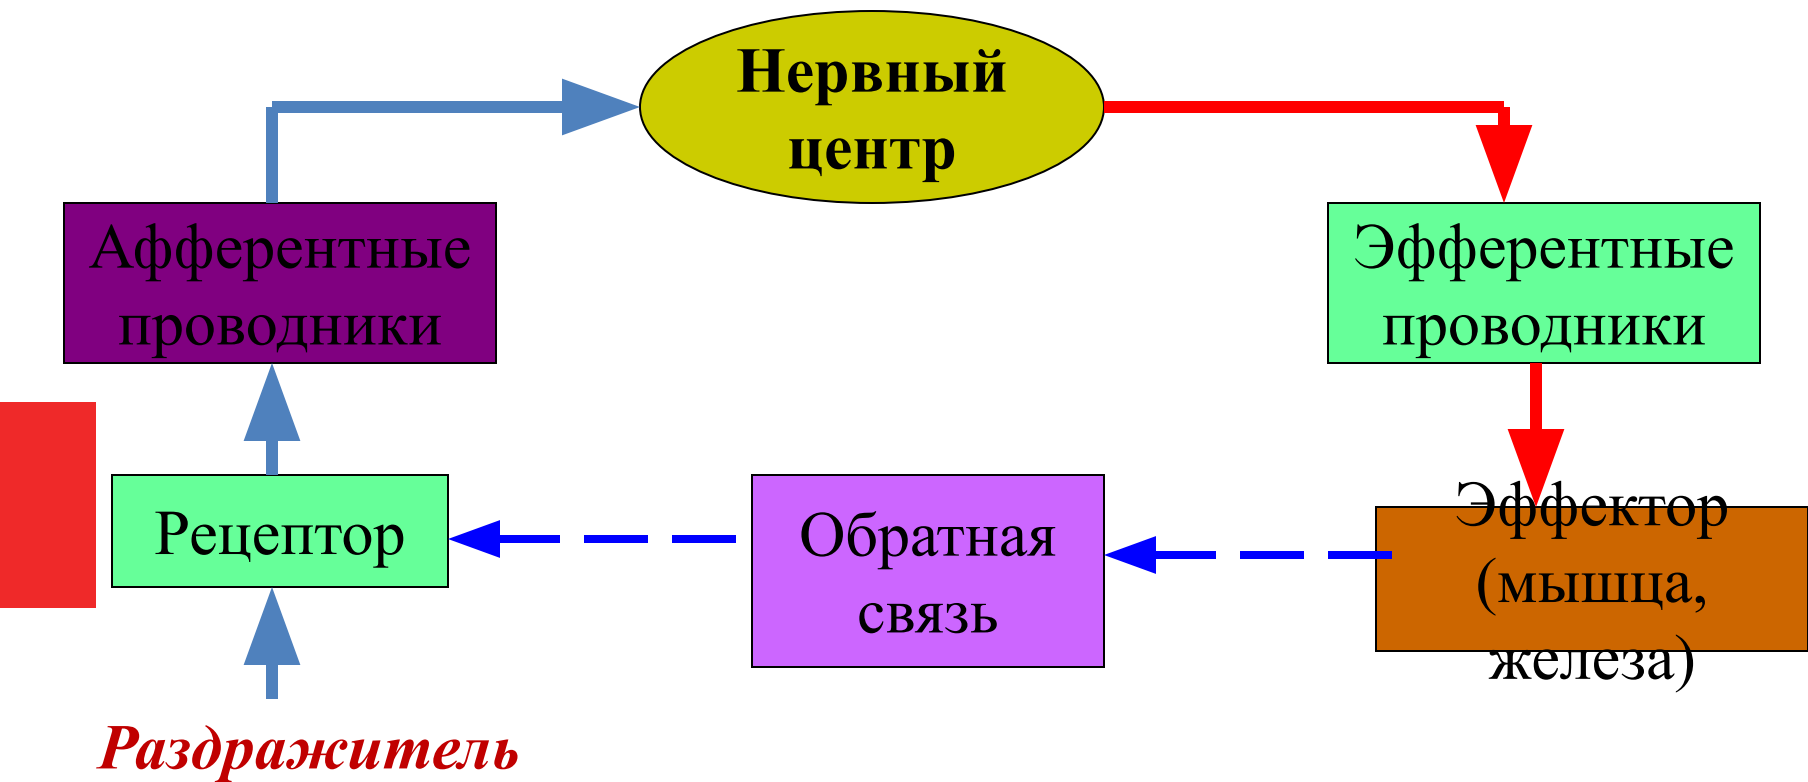 Нервный
центр
Афферентные
проводники
Эфферентные
проводники
Рецептор
Обратная
связь
Эффектор
(мышца,
железа)
Раздражитель